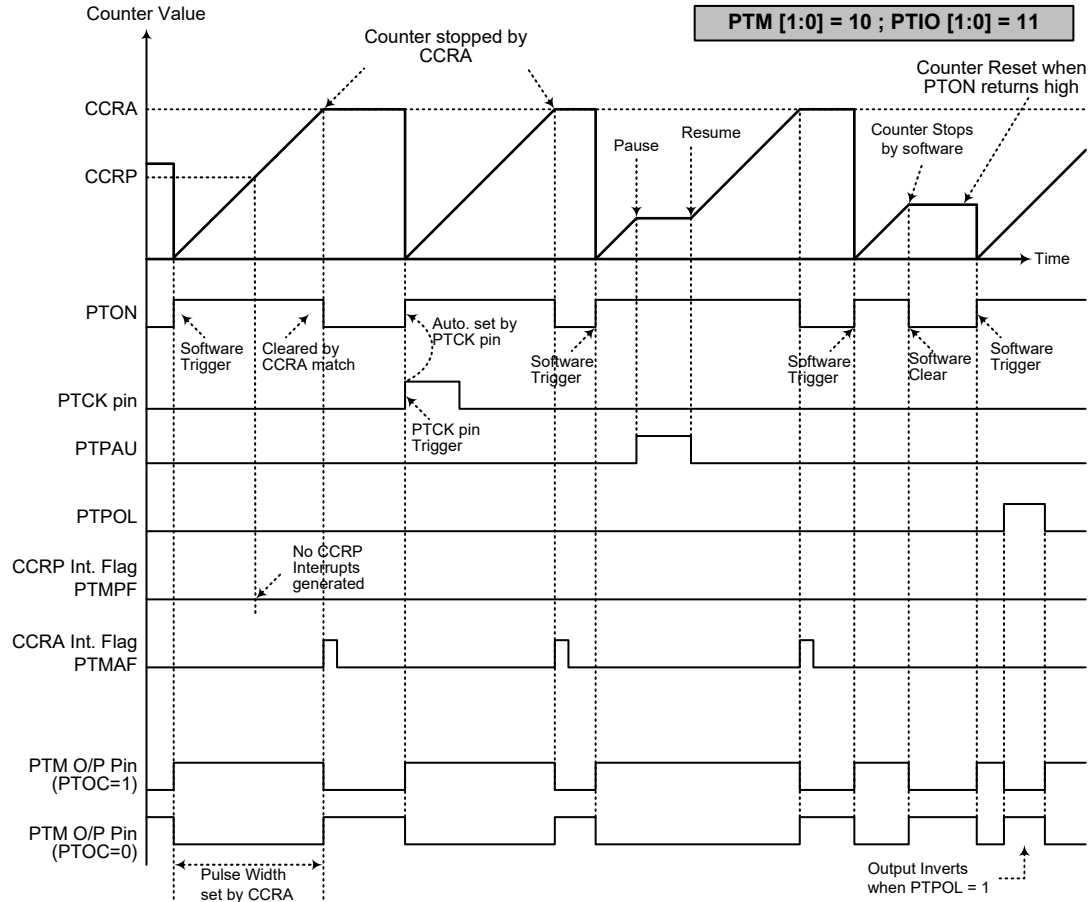 Counter Value
PTM [1:0] = 10 ; PTIO [1:0] = 11
Counter stopped by
CCRA
Counter Reset when
PTON returns high
CCRA
Pause
Resume
Counter Stops
by software
CCRP
Time
PTON
Software
Trigger
Cleared by
CCRA match
Auto. set by
PTCK pin
Software
Trigger
Software
Trigger
Software
Clear
Software
Trigger
PTCK pin
PTCK pin
Trigger
PTPAU
PTPOL
No CCRP
Interrupts
generated
CCRP Int. Flag
PTMPF
CCRA Int. Flag
PTMAF
PTM O/P Pin
(PTOC=1)
PTM O/P Pin
(PTOC=0)
Pulse Width
set by CCRA
Output Inverts
when PTPOL = 1